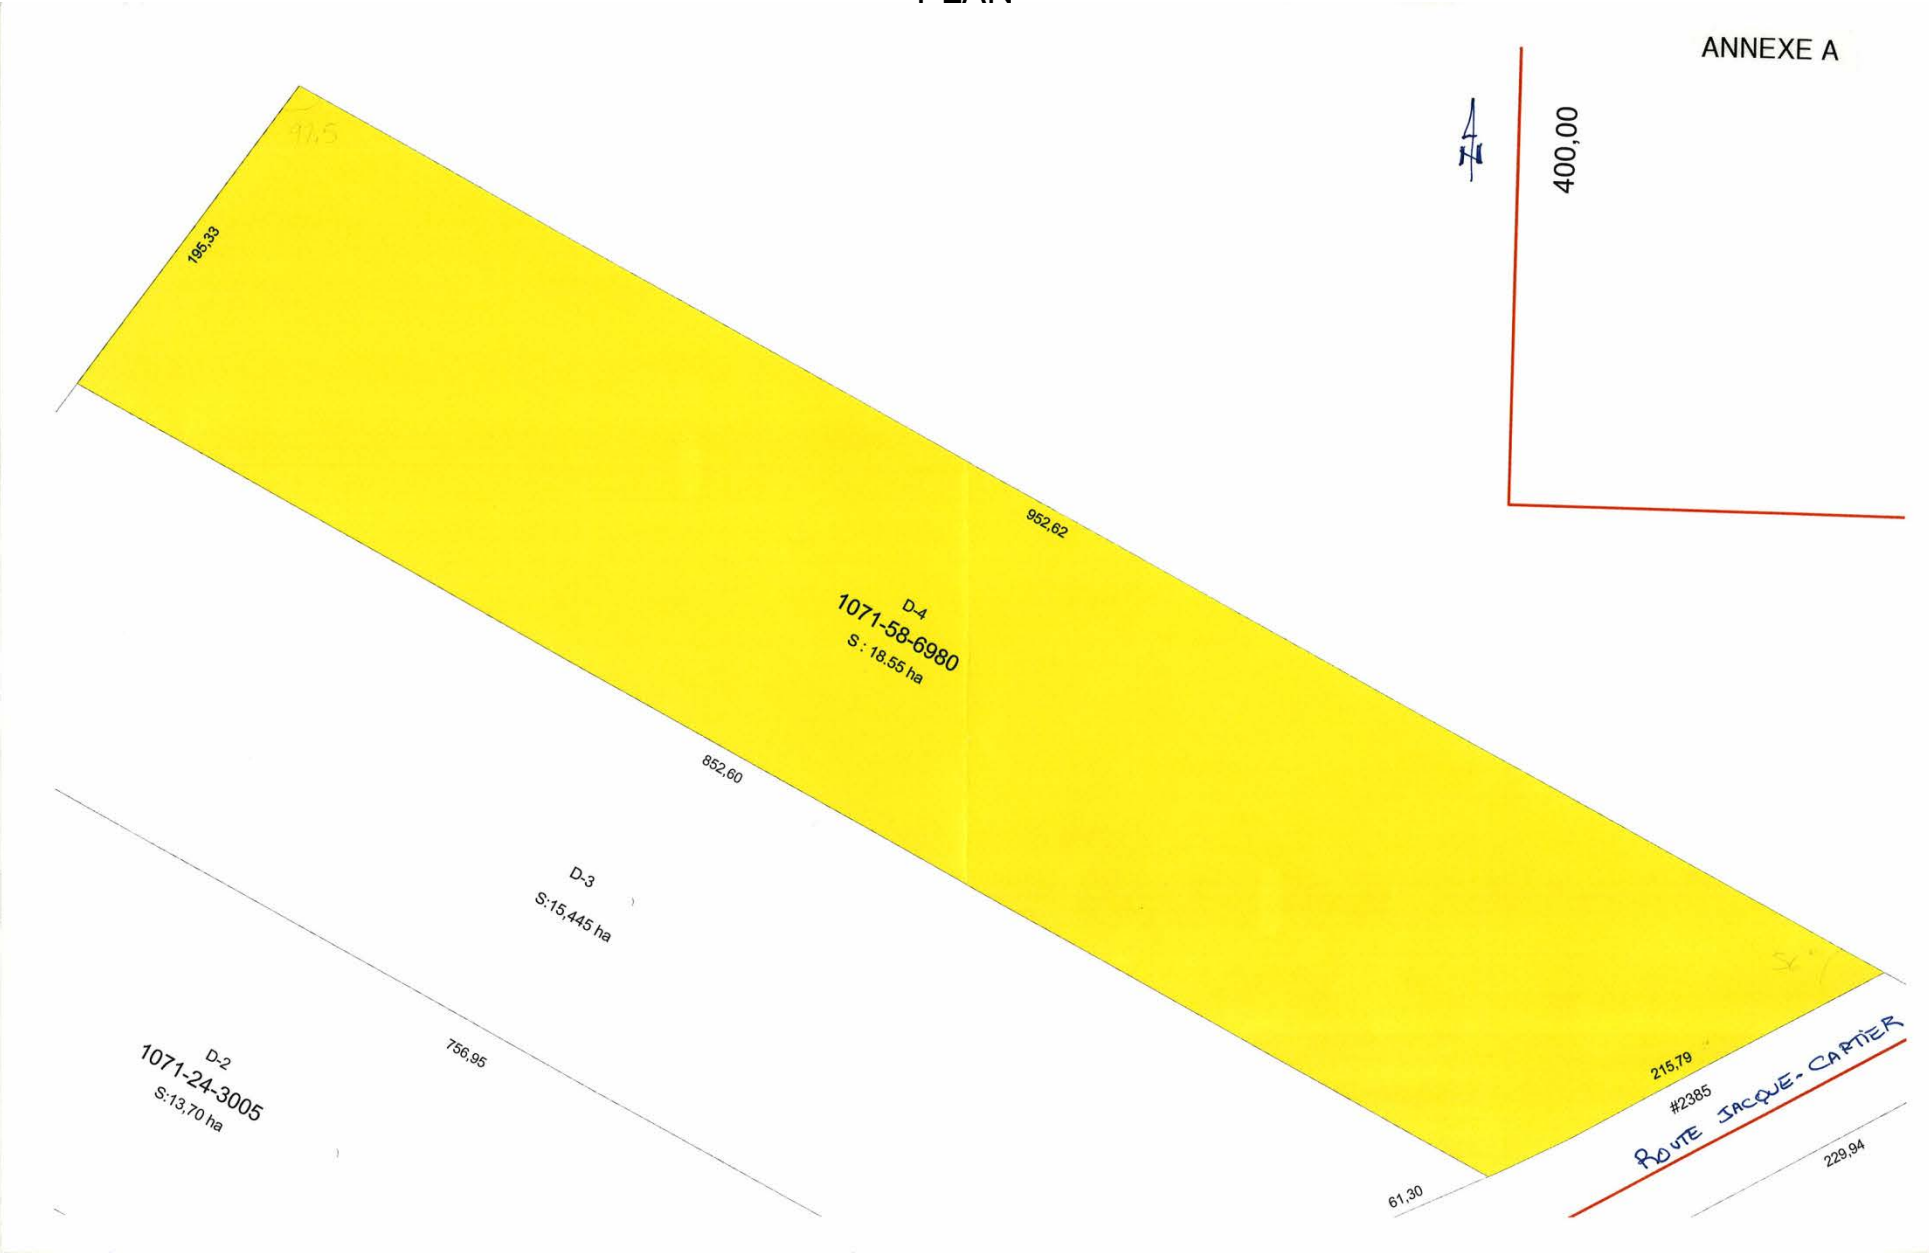 ANNEXE A
400,00
N
195,33
952,62
D-4
1071-58-6980
S : 18.55 ha
852,60
D-3
S:15,445 ha
756,95
D-2
1071-24-3005
S:13,70 ha
215,79
#2385
ROUTE JACQUE-CARTIER
61,30
229,94